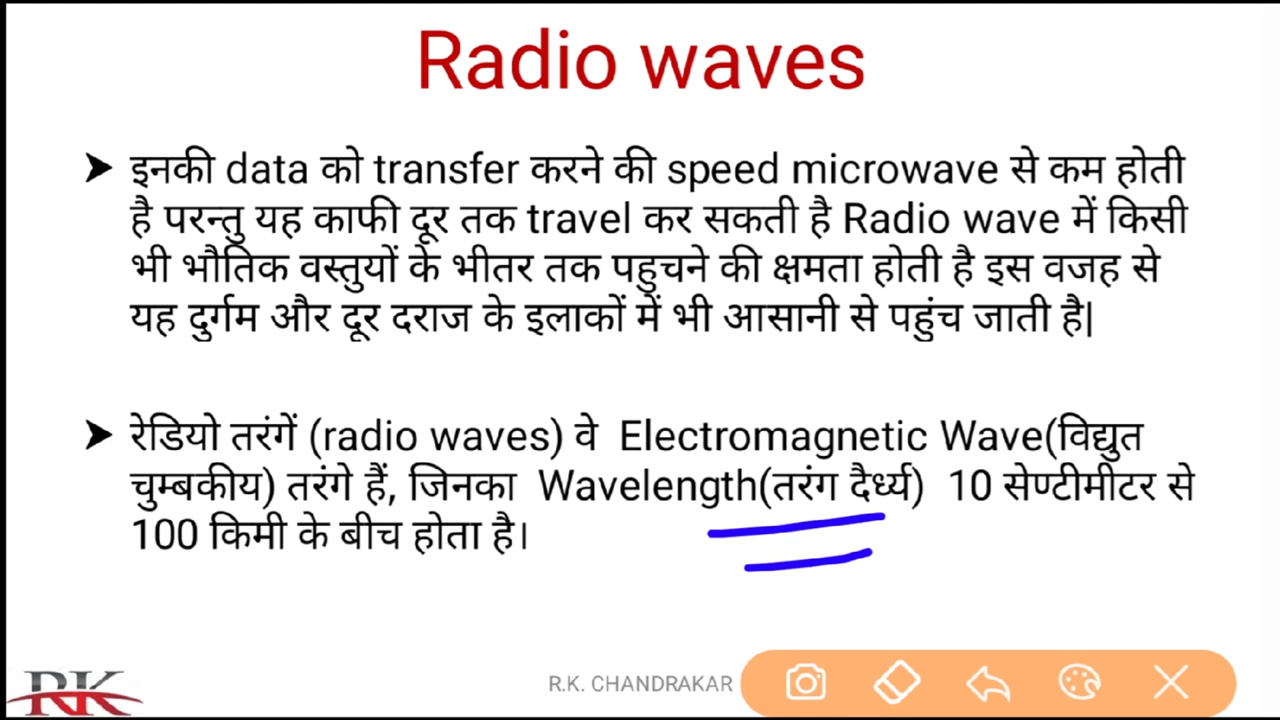 Radio waves
➤ इनकी data को transfer करने की speed microwave से कम होती
है परन्तु यह काफी दूर तक travel कर सकती है Radio wave में किसी
भी भौतिक वस्तुयों के भीतर तक पहुचने की क्षमता होती है इस वजह से
यह दुर्गम और दूर दराज के इलाकों में भी आसानी से पहुंच जाती है|
➤ रेडियो तरंगें (radio waves) वे Electromagnetic Wave(विद्युत
चुम्बकीय) तरंगे हैं, जिनका Wavelength(तरंग दैर्ध्य) 10 सेण्टीमीटर से
100 किमी के बीच होता है।
RK
R.K. CHANDRAKAR